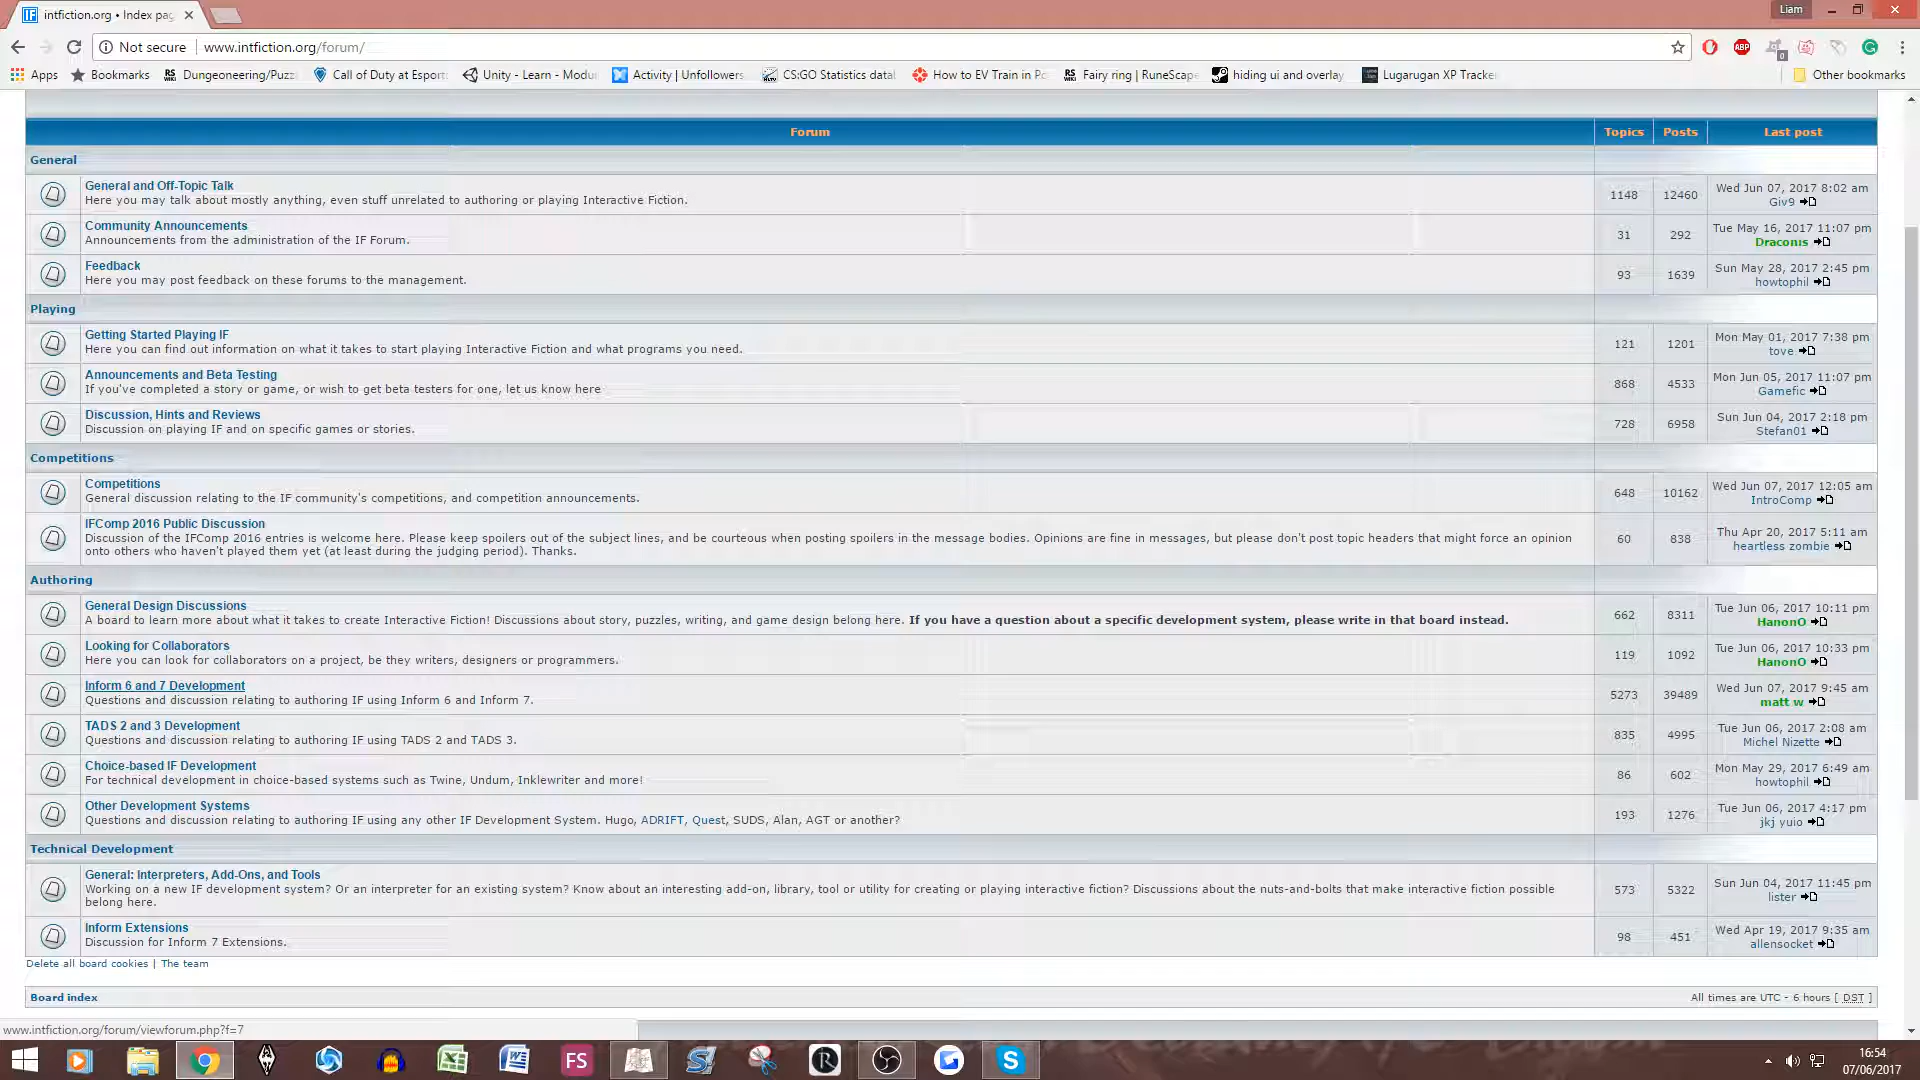 intfiction.org • Index pag
Liam
Not secure www.intfiction.org/forum/
Apps Bookmarks Dungeoneering/Puzz Call of Duty at Esport Unity - Learn - Modu Activity | Unfollowers CS:GO Statistics datal How to EV Train in Po Fairy ring | RuneScape hiding ui and overlay Lugarugan XP Tracke Other bookmarks
Forum Topics Posts Last post
General
General and Off-Topic Talk
Here you may talk about mostly anything, even stuff unrelated to authoring or playing Interactive Fiction.
1148 12460 Wed Jun 07, 2017 8:02 am
Giv9
Community Announcements
Announcements from the administration of the IF Forum.
31 292 Tue May 16, 2017 11:07 pm
Draconis
Feedback
Here you may post feedback on these forums to the management.
93 1639 Sun May 28, 2017 2:45 pm
howtophil
Playing
Getting Started Playing IF
Here you can find out information on what it takes to start playing Interactive Fiction and what programs you need.
121 1201 Mon May 01, 2017 7:38 pm
tove
Announcements and Beta Testing
If you've completed a story or game, or wish to get beta testers for one, let us know here
868 4533 Mon Jun 05, 2017 11:07 pm
Gamefic
Discussion, Hints and Reviews
Discussion on playing IF and on specific games or stories.
728 6958 Sun Jun 04, 2017 2:18 pm
Stefan01
Competitions
Competitions
General discussion relating to the IF community's competitions, and competition announcements.
648 10162 Wed Jun 07, 2017 12:05 am
IntroComp
IFComp 2016 Public Discussion
Discussion of the IFComp 2016 entries is welcome here. Please keep spoilers out of the subject lines, and be courteous when posting spoilers in the message bodies. Opinions are fine in messages, but please don't post topic headers that might force an opinion
onto others who haven't played them yet (at least during the judging period). Thanks.
60 838 Thu Apr 20, 2017 5:11 am
heartless zombie
Authoring
General Design Discussions
A board to learn more about what it takes to create Interactive Fiction! Discussions about story, puzzles, writing, and game design belong here. If you have a question about a specific development system, please write in that board instead.
662 8311 Tue Jun 06, 2017 10:11 pm
HanonO
Looking for Collaborators
Here you can look for collaborators on a project, be they writers, designers or programmers.
119 1092 Tue Jun 06, 2017 10:33 pm
HanonO
Inform 6 and 7 Development
Questions and discussion relating to authoring IF using Inform 6 and Inform 7.
5273 39489 Wed Jun 07, 2017 9:45 am
matt w
TADS 2 and 3 Development
Questions and discussion relating to authoring IF using TADS 2 and TADS 3.
835 4995 Tue Jun 06, 2017 2:08 am
Michel Nizette
Choice-based IF Development
For technical development in choice-based systems such as Twine, Undum, Inklewriter and more!
86 602 Mon May 29, 2017 6:49 am
howtophil
Other Development Systems
Questions and discussion relating to authoring IF using any other IF Development System. Hugo, ADRIFT, Quest, SUDS, Alan, AGT or another?
193 1276 Tue Jun 06, 2017 4:17 pm
jkj yuio
Technical Development
General: Interpreters, Add-Ons, and Tools
Working on a new IF development system? Or an interpreter for an existing system? Know about an interesting add-on, library, tool or utility for creating or playing interactive fiction? Discussions about the nuts-and-bolts that make interactive fiction possible
belong here.
573 5322 Sun Jun 04, 2017 11:45 pm
lister
Inform Extensions
Discussion for Inform 7 Extensions.
98 451 Wed Apr 19, 2017 9:35 am
allensocket
Delete all board cookies | The team
Board index All times are UTC - 6 hours [ DST ]
www.intfiction.org/forum/viewforum.php?f=7
16:54
07/06/2017